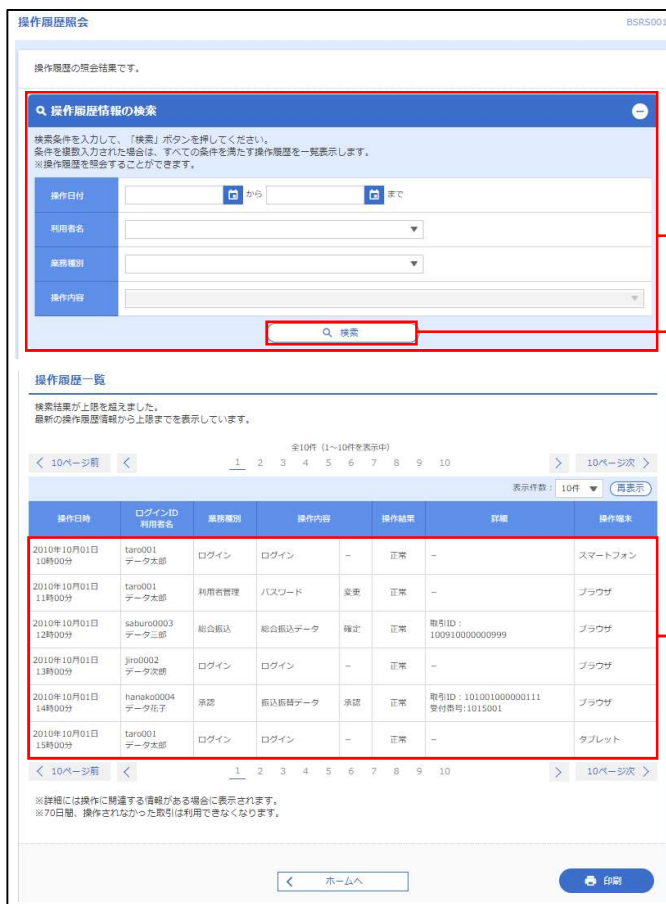 操作履歴照会 BSRS001
操作履歴の照会結果です。
操作履歴情報の検索
検索条件を入力して、「検索」ボタンを押してください。
条件を複数入力された場合は、すべての条件を満たす操作履歴を一覧表示します。
※操作履歴を照会することができます。
操作日付 から まで
利用者名
業務種別
操作内容
検索
操作履歴一覧
検索結果が上限を超えました。
最新の操作履歴情報から上限までを表示しています。
全10件（1～10件を表示中）
く 10ページ前 く 1 2 3 4 5 6 7 8 9 10 > 10ページ次 >
表示件数： 10件 ▼ 再表示
操作日時 ログインID 利用者名 業務種別 操作内容 操作結果 詳細 操作端末
2010年10月01日 10時00分 taro001 データ太郎 ログイン ログイン － 正常 － スマートフォン
2010年10月01日 11時00分 taro001 データ太郎 利用者管理 パスワード 変更 正常 － ブラウザ
2010年10月01日 12時00分 saburo0003 データ三郎 総合振込 総合振込データ 確定 正常 取引ID： 100910000000999 ブラウザ
2010年10月01日 13時00分 jiro0002 データ次朗 ログイン ログイン － 正常 － ブラウザ
2010年10月01日 14時00分 hanako0004 データ花子 承認 振込振替データ 承認 正常 取引ID：101001000000111 受付番号:1015001 ブラウザ
2010年10月01日 15時00分 taro001 データ太郎 ログイン ログイン － 正常 － タブレット
く 10ページ前 く 1 2 3 4 5 6 7 8 9 10 > 10ページ次 >
※詳細には操作に関連する情報がある場合に表示されます。
※70日間、操作されなかった取引は利用できなくなります。
く ホームへ
印刷